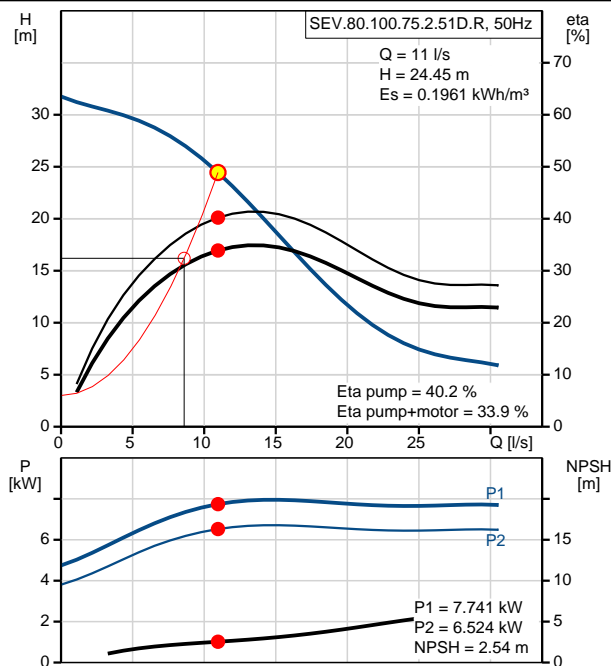 H
[m]
SEV.80.100.75.2.51D.R, 50Hz
eta
[%]
Q = 11 l/s
H = 24.45 m
Es = 0.1961 kWh/m³
70
60
30
50
25
40
20
30
15
20
10
10
5
0
0
Eta pump = 40.2 %
Eta pump+motor = 33.9 %
0
5
10
15
20
Q [l/s]
P
[kW]
NPSH
[m]
P1
P2
6
15
4
10
2
5
0
0
P1 = 7.741 kW
P2 = 6.524 kW
NPSH = 2.54 m